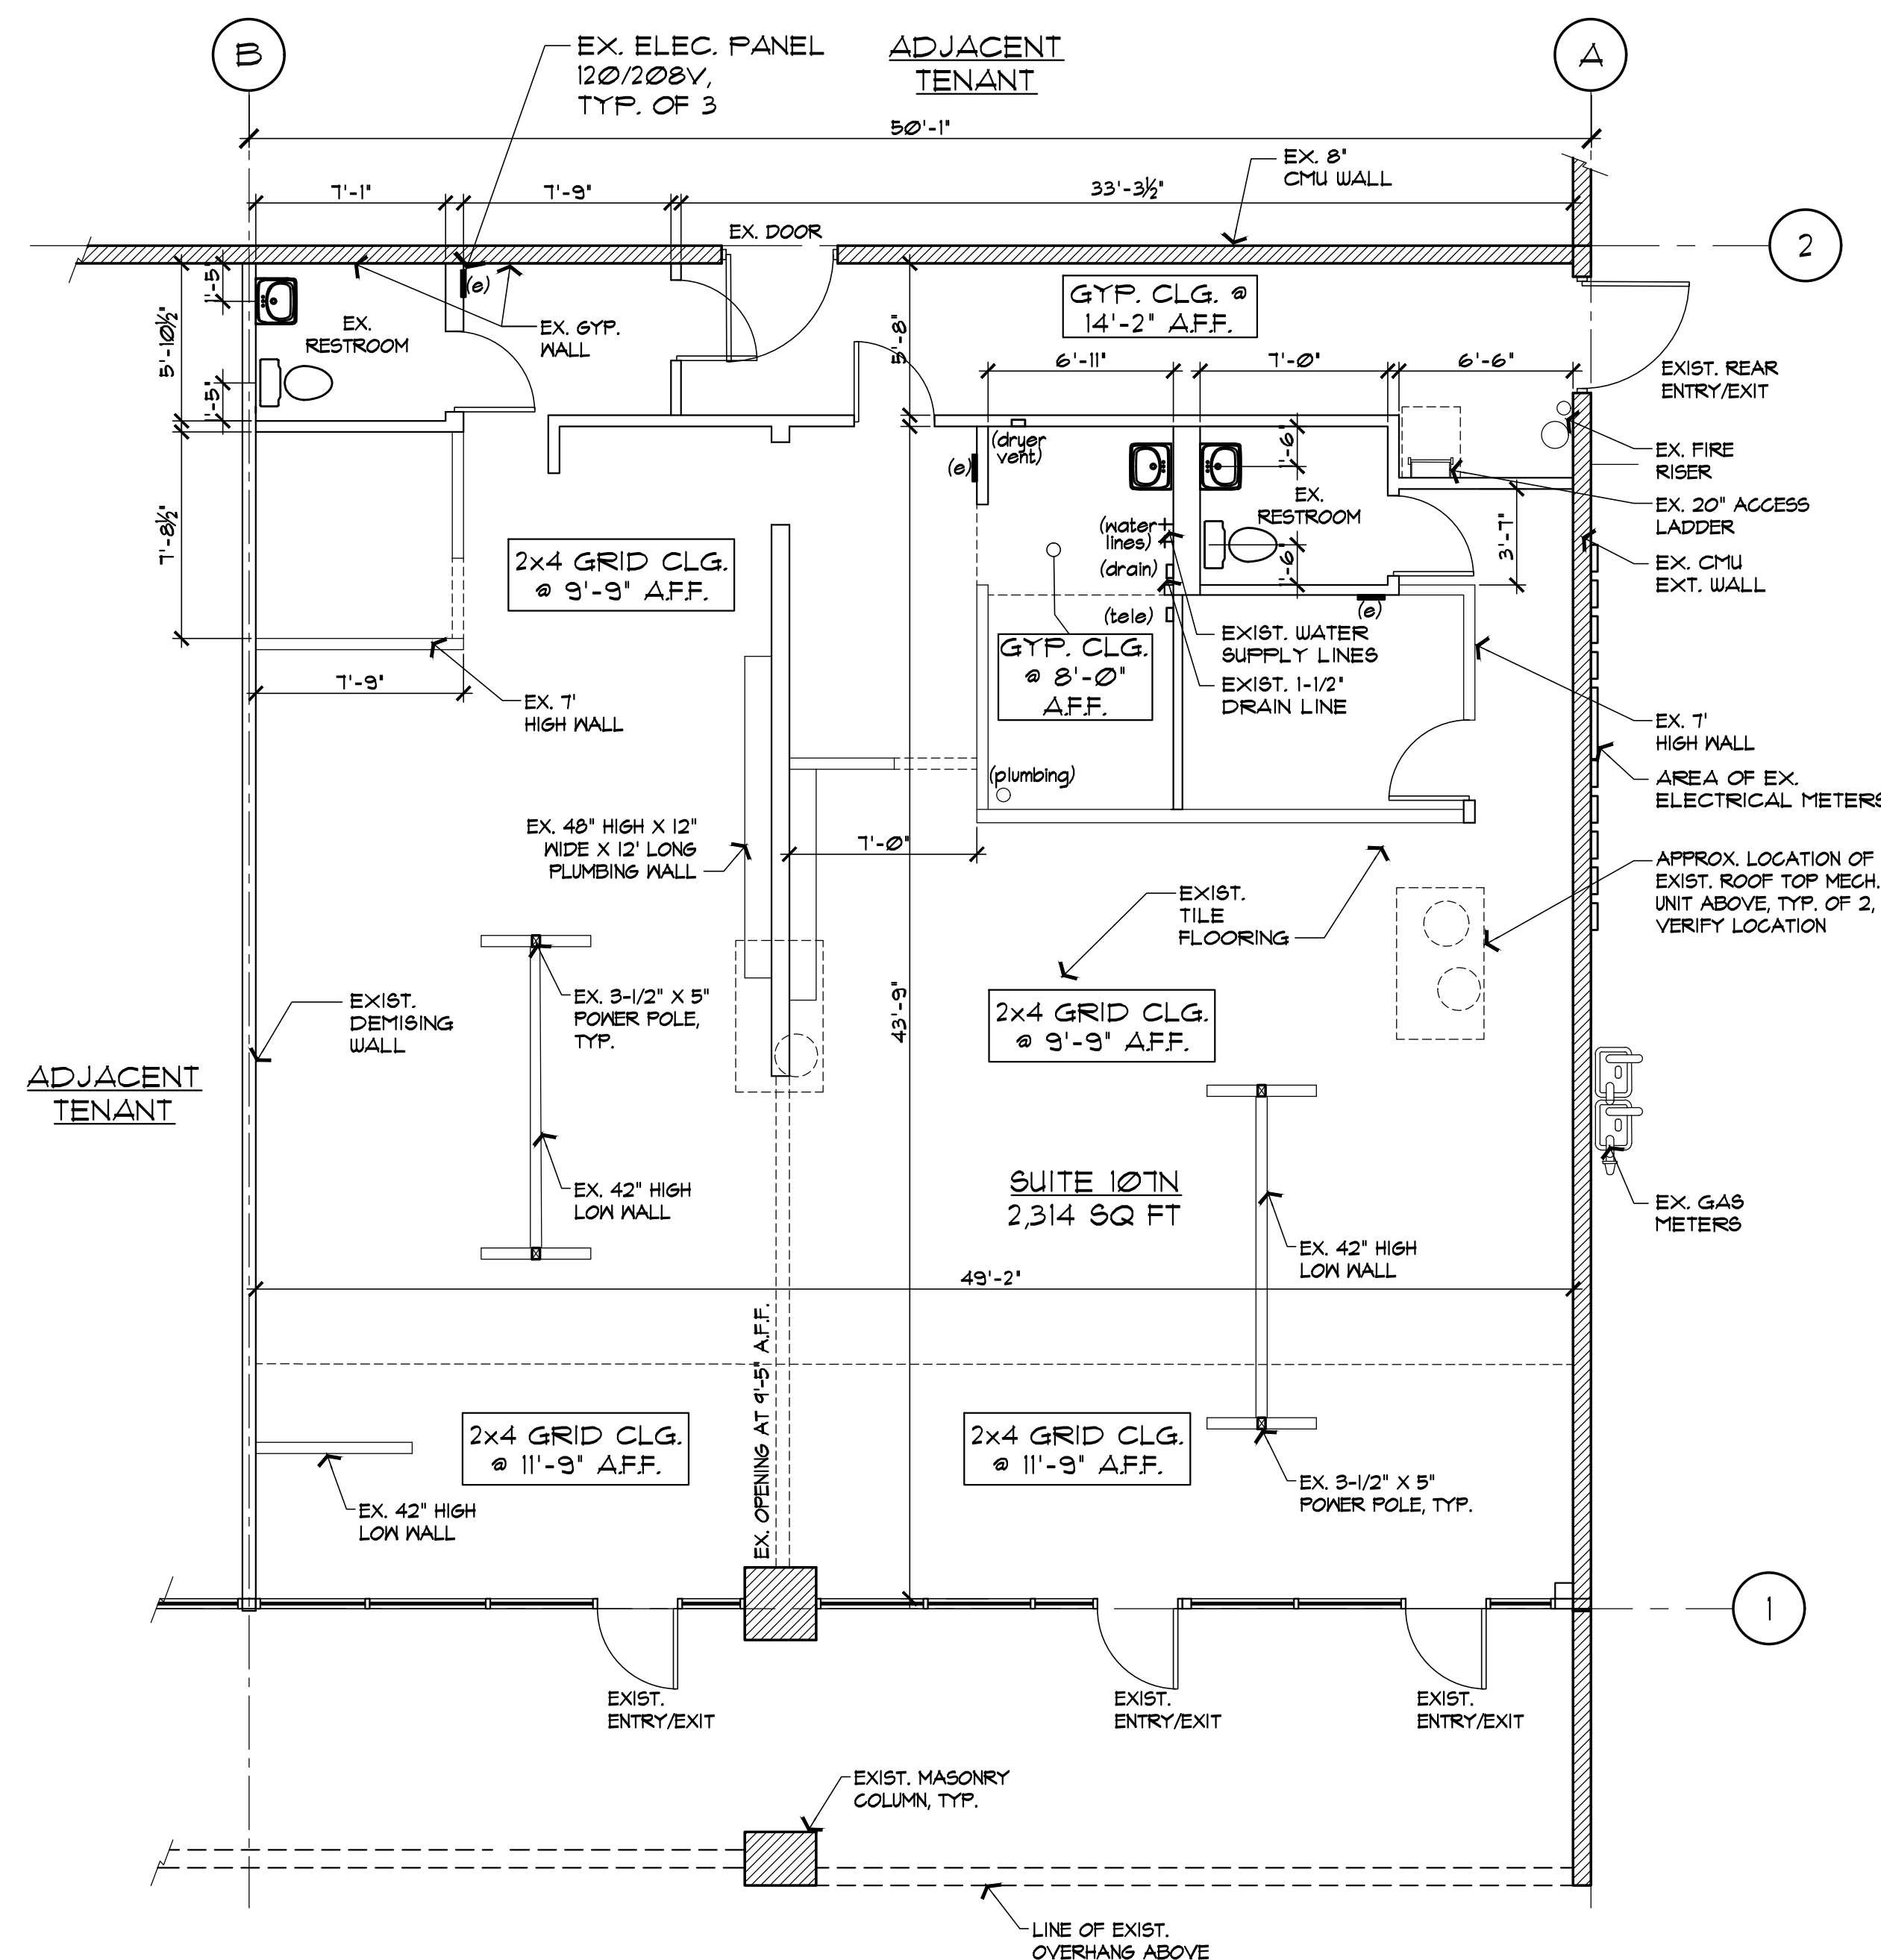 B
EX. ELEC. PANEL
120/208V,
TYP. OF 3
ADJACENT
TENANT
A
50'-1"
EX. 8"
CMU WALL
7'-1"
7'-9"
33'-3½"
EX. DOOR
2
1'-5"
(e)
EX.
RESTROOM
EX. GYP.
WALL
5'-10½"
1'-5"
5'-8"
GYP. CLG. @
14'-2" A.F.F.
6'-11"
7'-0"
6'-6"
EXIST. REAR
ENTRY/EXIT
(dryer
vent)
(e)
1'-6"
EX. FIRE
RISER
EX.
RESTROOM
EX. 20" ACCESS
LADDER
7'-8½"
(water
lines)
3'-7"
2x4 GRID CLG.
@ 9'-9" A.F.F.
(drain)
1'-6"
EX. CMU
EXT. WALL
(e)
(tele)
EXIST. WATER
SUPPLY LINES
GYP. CLG.
@ 8'-0"
A.F.F.
7'-9"
EX. 7'
HIGH WALL
EXIST. 1-1/2"
DRAIN LINE
EX. 7'
HIGH WALL
(plumbing)
AREA OF EX.
ELECTRICAL METERS
EX. 48" HIGH X 12"
WIDE X 12' LONG
PLUMBING WALL
7'-0"
APPROX. LOCATION OF
EXIST. ROOF TOP MECH.
UNIT ABOVE, TYP. OF 2,
VERIFY LOCATION
EXIST.
TILE
FLOORING
EXIST.
DEMISING
WALL
EX. 3-1/2" X 5"
POWER POLE,
TYP.
43'-9"
2x4 GRID CLG.
@ 9'-9" A.F.F.
ADJACENT
TENANT
EX. 42" HIGH
LOW WALL
SUITE 107N
2,314 SQ FT
EX. GAS
METERS
EX. 42" HIGH
LOW WALL
49'-2"
EX. OPENING AT 9'-5" A.F.F.
2x4 GRID CLG.
@ 11'-9" A.F.F.
2x4 GRID CLG.
@ 11'-9" A.F.F.
EX. 42" HIGH
LOW WALL
EX. 3-1/2" X 5"
POWER POLE, TYP.
1
EXIST.
ENTRY/EXIT
EXIST.
ENTRY/EXIT
EXIST.
ENTRY/EXIT
EXIST. MASONRY
COLUMN, TYP.
LINE OF EXIST.
OVERHANG ABOVE